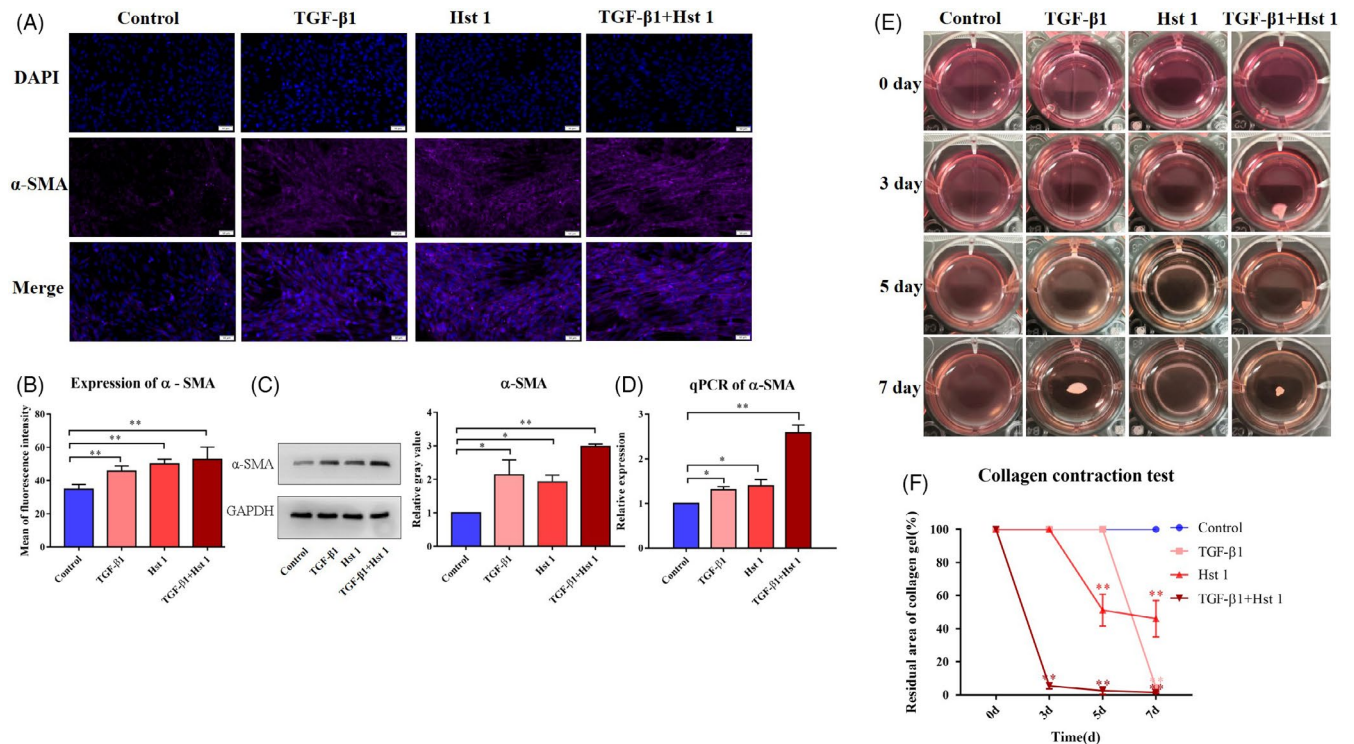 (A)
Control TGF-β1 Hst 1 TGF-β1+Hst 1
DAPI
α-SMA
Merge
(B)
Expression of α - SMA
Mean of fluorescence intensity
80
60
40
20
0
** ** **
Control TGF-β1 Hst 1 TGF-β1+Hst 1
(C)
α-SMA
GAPDH
Control TGF-β1 Hst 1 TGF-β1+Hst 1
α-SMA
Relative gray value
4
3
2
1
0
** * *
Control TGF-β1 Hst 1 TGF-β1+Hst 1
(D)
qPCR of α-SMA
Relative expression
3
2
1
0
** * *
Control TGF-β1 Hst 1 TGF-β1+Hst 1
(E)
Control TGF-β1 Hst 1 TGF-β1+Hst 1
0 day
3 day
5 day
7 day
(F)
Collagen contraction test
Residual area of collagen gel(%)
100
80
60
40
20
0
** ** ** ** ** **
0d 3d 5d 7d
Time(d)
Control
TGF-β1
Hst 1
TGF-β1+Hst 1